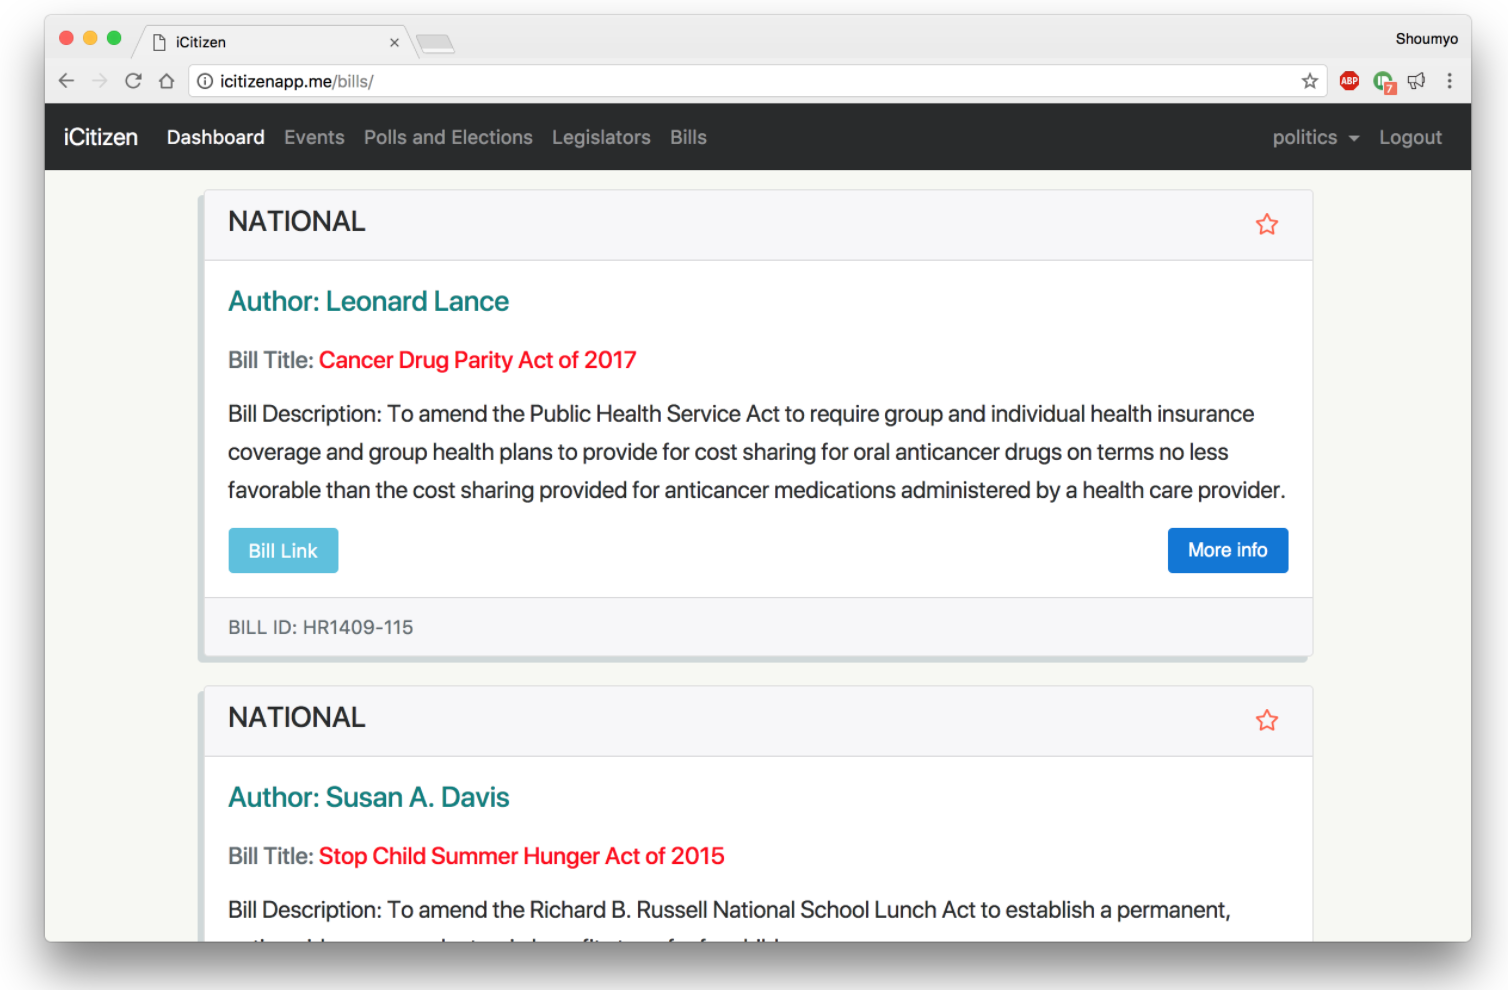 iCitizen
Shoumyo
icitizenapp.me/bills/
ABP
7
iCitizen Dashboard Events Polls and Elections Legislators Bills politics Logout
NATIONAL
Author: Leonard Lance
Bill Title: Cancer Drug Parity Act of 2017
Bill Description: To amend the Public Health Service Act to require group and individual health insurance
coverage and group health plans to provide for cost sharing for oral anticancer drugs on terms no less
favorable than the cost sharing provided for anticancer medications administered by a health care provider.
Bill Link
More info
BILL ID: HR1409-115
NATIONAL
Author: Susan A. Davis
Bill Title: Stop Child Summer Hunger Act of 2015
Bill Description: To amend the Richard B. Russell National School Lunch Act to establish a permanent,